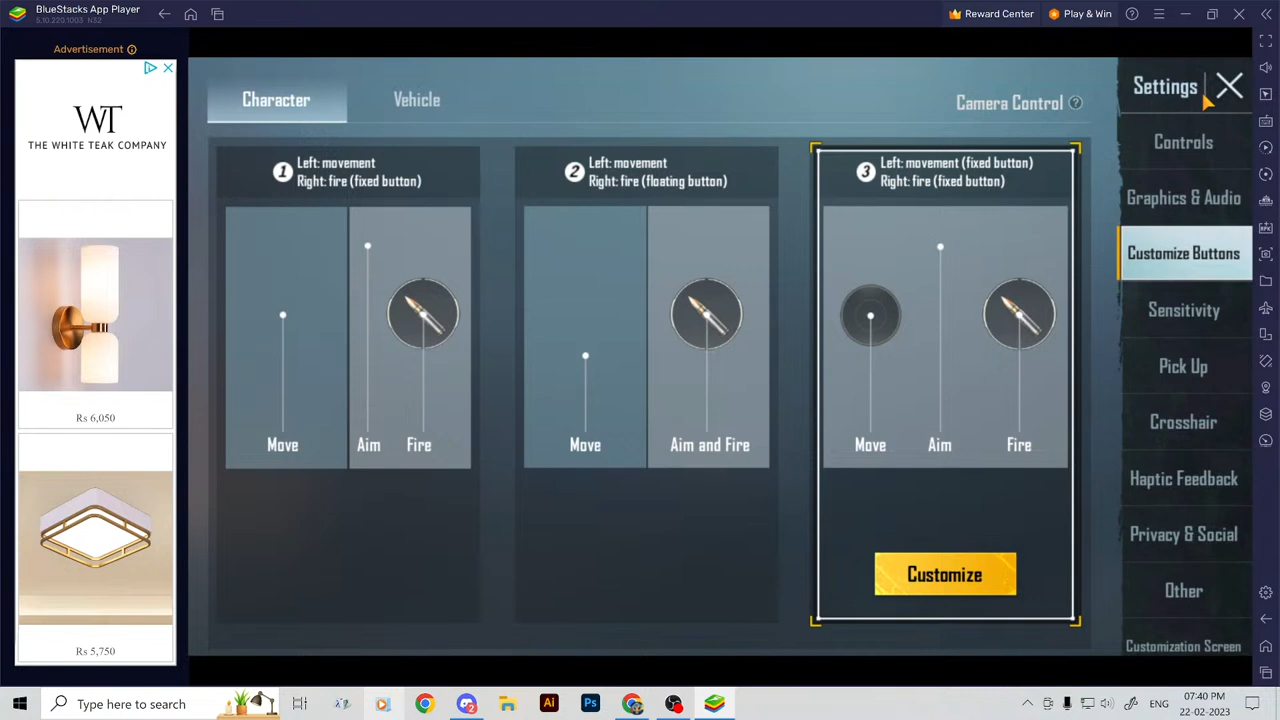 BlueStacks App Player
5.10.220.1003 N32
Reward Center
Play & Win
Advertisement
WT
THE WHITE TEAK COMPANY
Rs 6,050
Rs 5,750
Character
Vehicle
Camera Control ?
1 Left: movement
Right: fire (fixed button)
Move
Aim
Fire
2 Left: movement
Right: fire (floating button)
Move
Aim and Fire
3 Left: movement (fixed button)
Right: fire (fixed button)
Move
Aim
Fire
Customize
Settings
Controls
Graphics & Audio
Customize Buttons
Sensitivity
Pick Up
Crosshair
Haptic Feedback
Privacy & Social
Other
Customization Screen
Type here to search
2
Ai
Ps
ENG
07:40 PM
22-02-2023